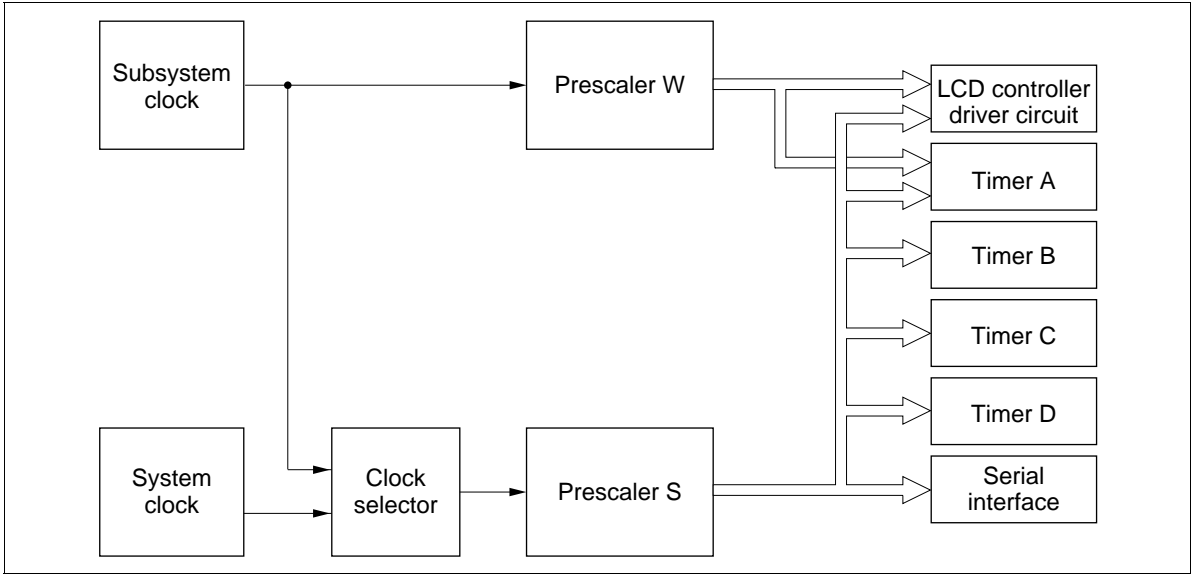 Subsystem
clock
Prescaler W
LCD controller
driver circuit
Timer A
Timer B
Timer C
Timer D
System
clock
Clock
selector
Prescaler S
Serial
interface